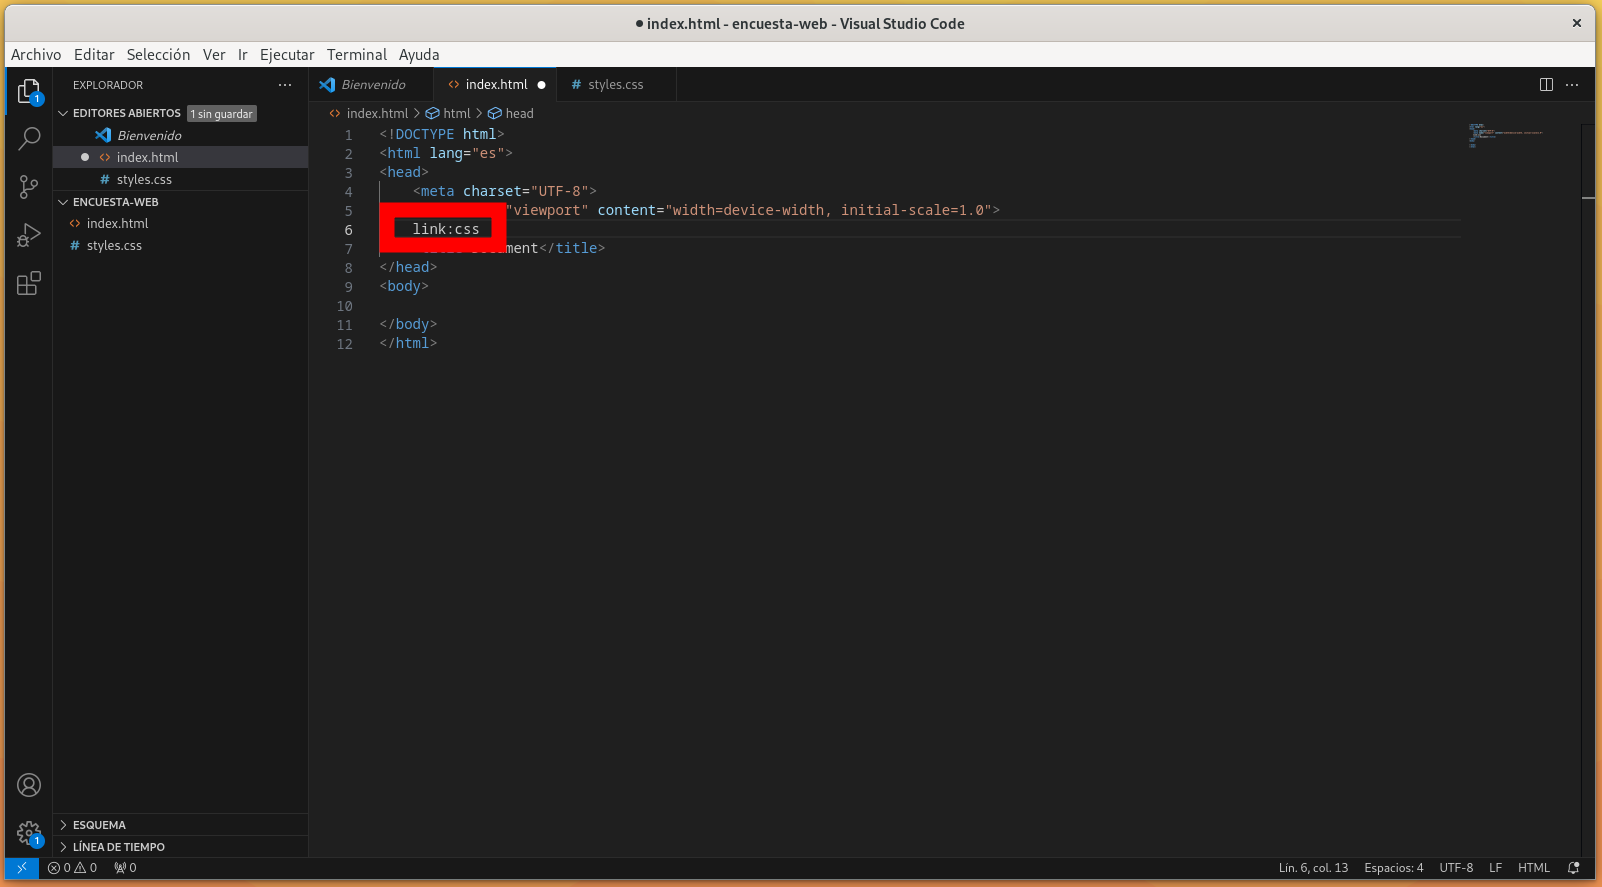 ● index.html - encuesta-web - Visual Studio Code
Archivo Editar Selección Ver Ir Ejecutar Terminal Ayuda
EXPLORADOR
Bienvenido
index.html
styles.css
EDITORES ABIERTOS 1 sin guardar
Bienvenido
index.html
styles.css
ENCUESTA-WEB
index.html
styles.css
index.html > html > head
1 <!DOCTYPE html>
2 <html lang="es">
3 <head>
4 <meta charset="UTF-8">
5 "viewport" content="width=device-width, initial-scale=1.0">
6 link:css
7 ment</title>
8 </head>
9 <body>
10
11 </body>
12 </html>
1
1
ESQUEMA
LÍNEA DE TIEMPO
0 0 0
Lín. 6, col. 13 Espacios: 4 UTF-8 LF HTML